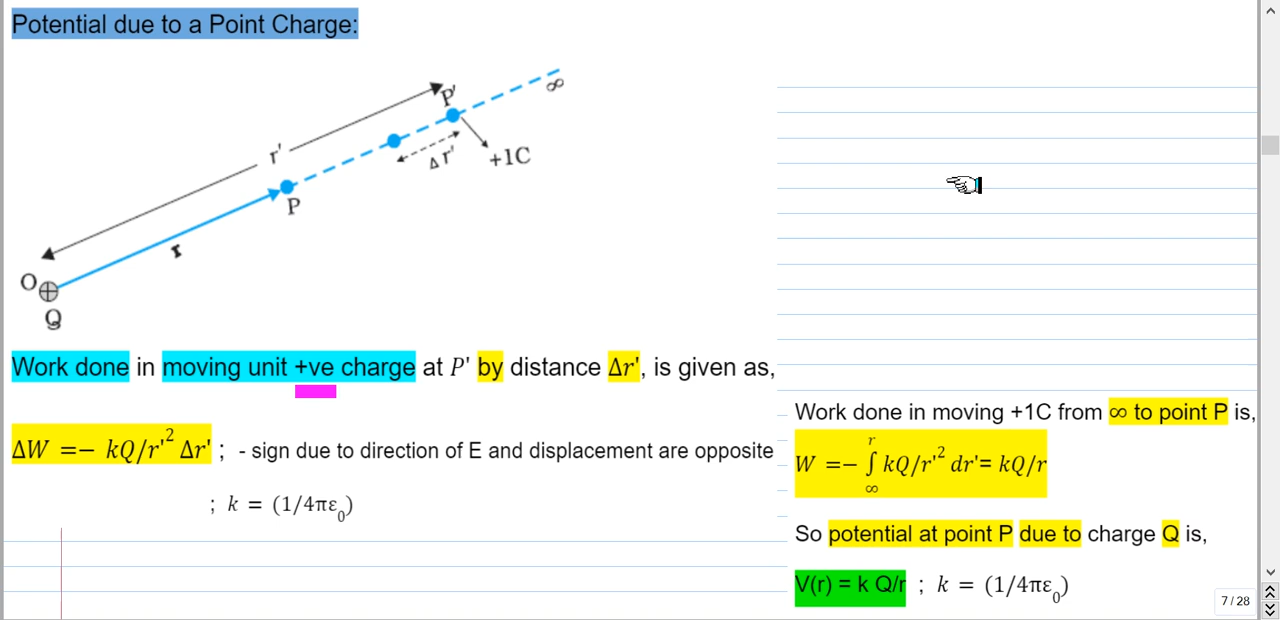 Potential due to a Point Charge:
P'
∞
r'
Δr'
+1C
P
r
O
Q
Work done in moving unit +ve charge at P' by distance Δr', is given as,
ΔW =− kQ/r'² Δr' ; - sign due to direction of E and displacement are opposite
; k = (1/4πε₀)
Work done in moving +1C from ∞ to point P is,
W =− ∫∞r kQ/r'² dr'= kQ/r
So potential at point P due to charge Q is,
V(r) = k Q/r ; k = (1/4πε₀)
7 / 28